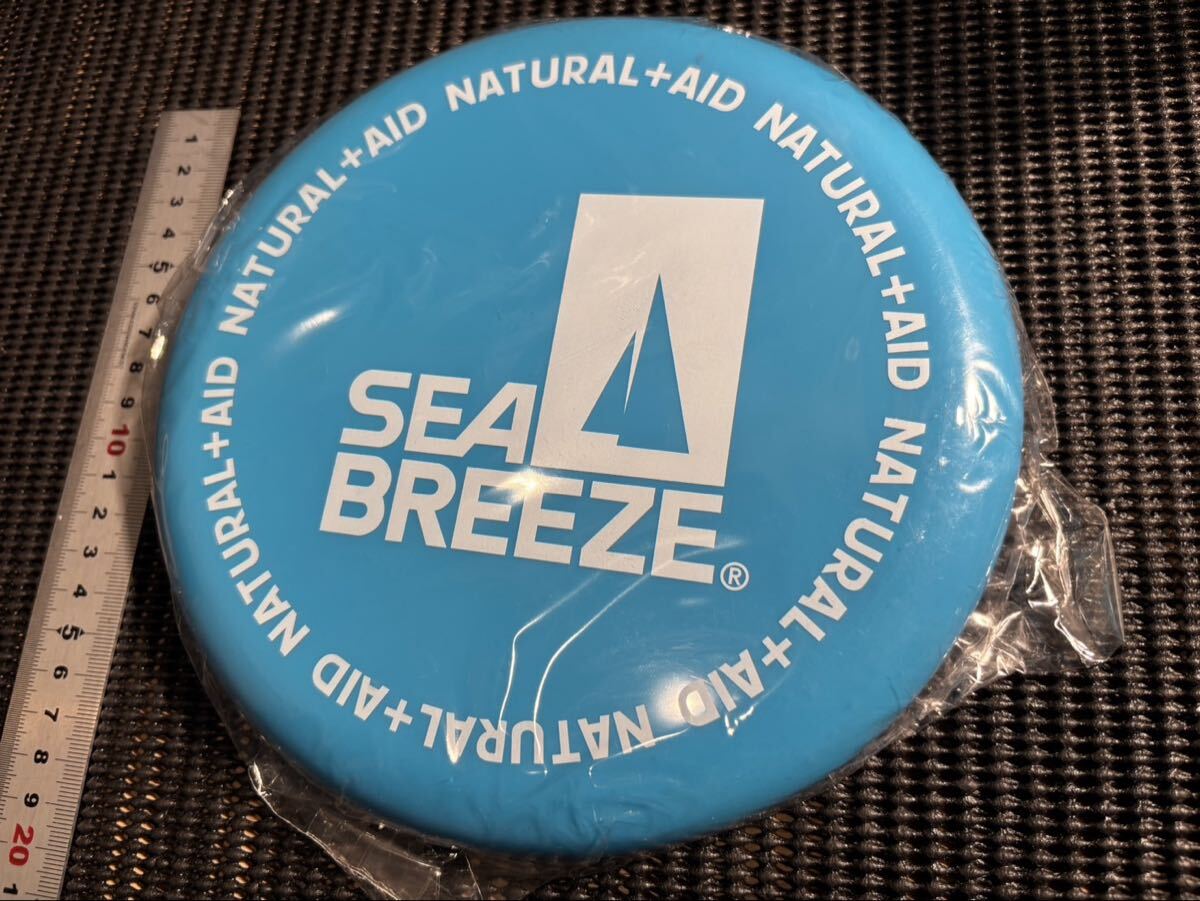 NATURAL+AID NATURAL+AID NATURAL+AID NATURAL+AID NATURAL+AID NATURAL+AID
SEA
BREEZE®
1 2 3 4 5 6 7 8 9 10 1 2 3 4 5 6 7 8 9 20 1